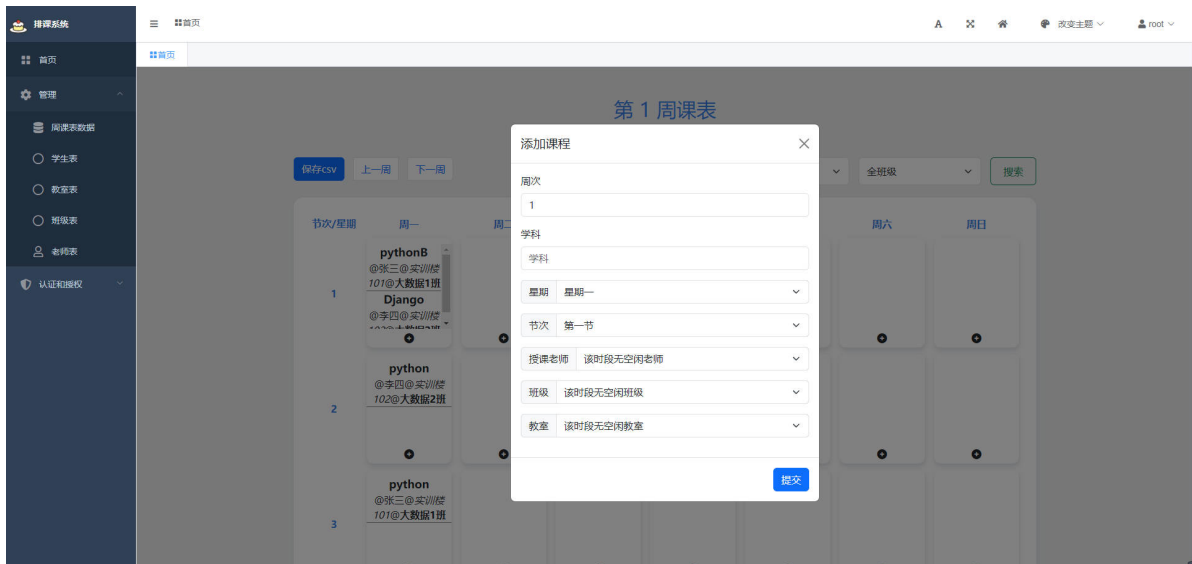 排课系统
首页
A
改变主题
root
首页
管理
周课表数据
学生表
教室表
班级表
老师表
认证和授权
首页
第 1 周课表
保存CSV
上一周
下一周
全班级
搜索
节次/星期
周一
周二
周六
周日
1
pythonB
@张三@实训楼
101@大数据1班
Django
@李四@实训楼
2
python
@李四@实训楼
102@大数据2班
3
python
@张三@实训楼
101@大数据1班
添加课程
周次
1
学科
学科
星期 星期一
节次 第一节
授课老师 该时段无空闲老师
班级 该时段无空闲班级
教室 该时段无空闲教室
提交